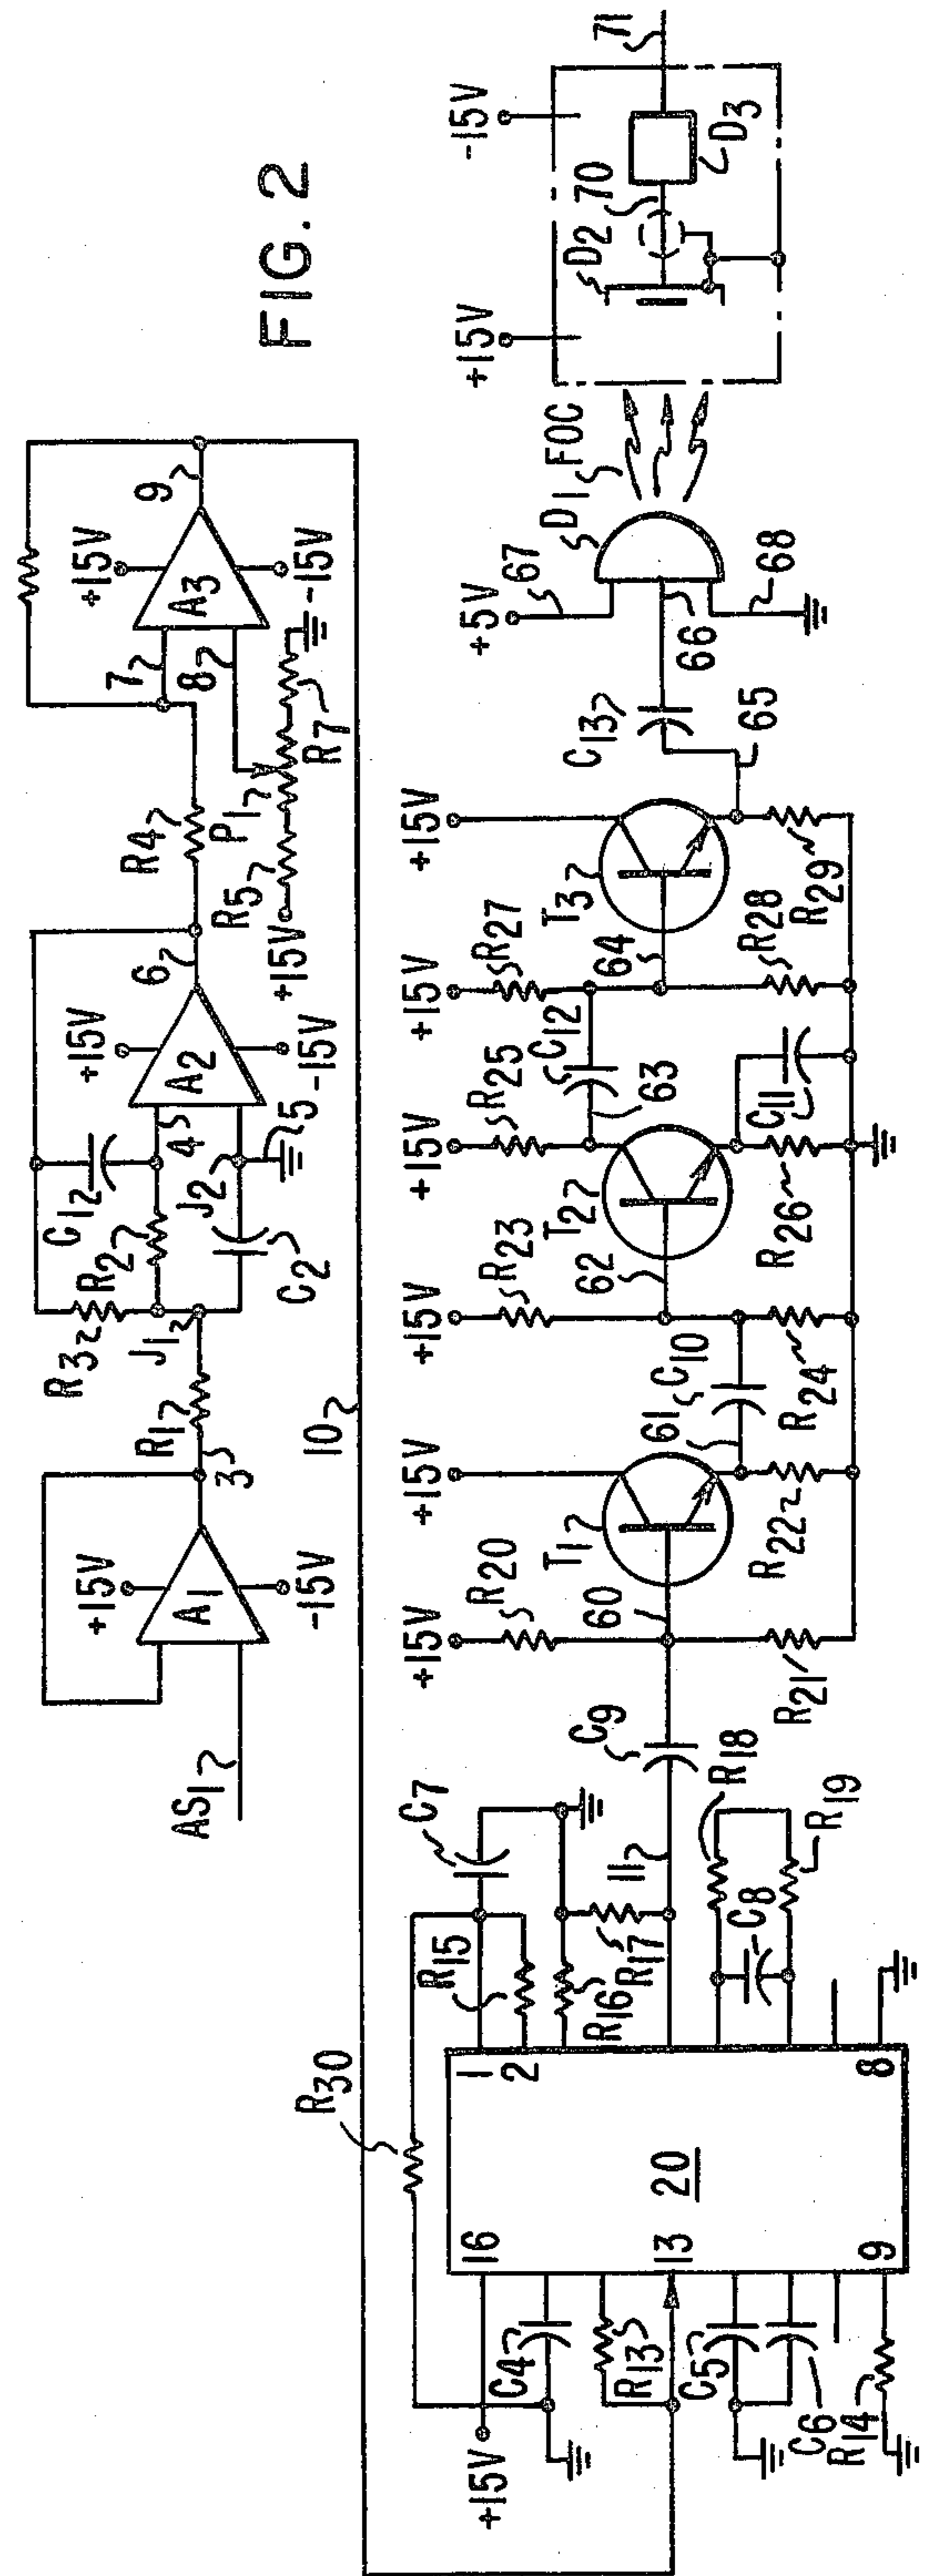 FIG. 2
AS1
+15V
A1
-15V
3
R1
J1
R3
R2
C1
J2
C2
4
5
+15V
A2
-15V
6
R4
+15V
R5
P1
R7
7
8
+15V
A3
-15V
9
10
R30
+15V
16
C4
R13
13
C5
C6
R14
9
20
1
2
8
R15
C7
R16
R17
11
C8
R18
R19
C9
+15V
R20
R21
60
T1
+15V
R22
61
C10
+15V
R23
R24
62
T2
+15V
R25
R26
C11
63
C12
+15V
R27
R28
64
T3
+15V
R29
65
C13
66
+5V
67
68
D1
FOC
+15V
-15V
D2
70
D3
71